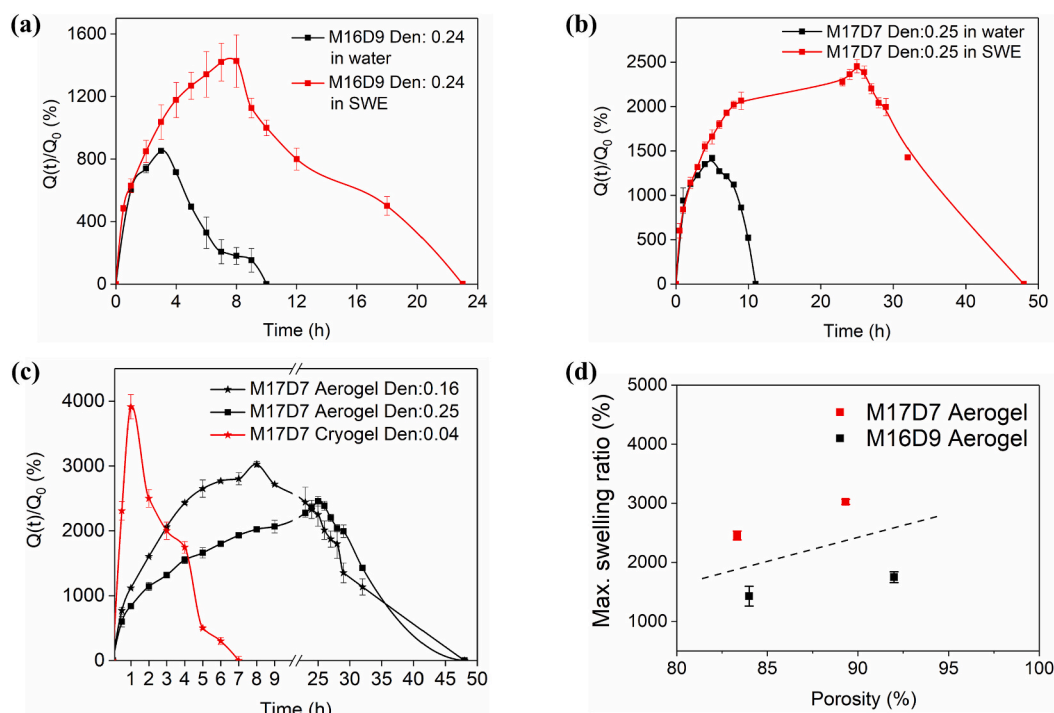 (a)
M16D9 Den: 0.24
in water
M16D9 Den: 0.24
in SWE
Q(t)/Q0 (%)
1600
1200
800
400
0
0 4 8 12 16 20 24
Time (h)
(b)
M17D7 Den:0.25 in water
M17D7 Den:0.25 in SWE
Q(t)/Q0 (%)
2500
2000
1500
1000
500
0
0 10 20 30 40 50
Time (h)
(c)
M17D7 Aerogel Den:0.16
M17D7 Aerogel Den:0.25
M17D7 Cryogel Den:0.04
Q(t)/Q0 (%)
4000
3000
2000
1000
0
1 2 3 4 5 6 7 8 9 25 30 35 40 45 50
Time (h)
(d)
M17D7 Aerogel
M16D9 Aerogel
Max. swelling ratio (%)
5000
4000
3000
2000
1000
80 85 90 95 100
Porosity (%)